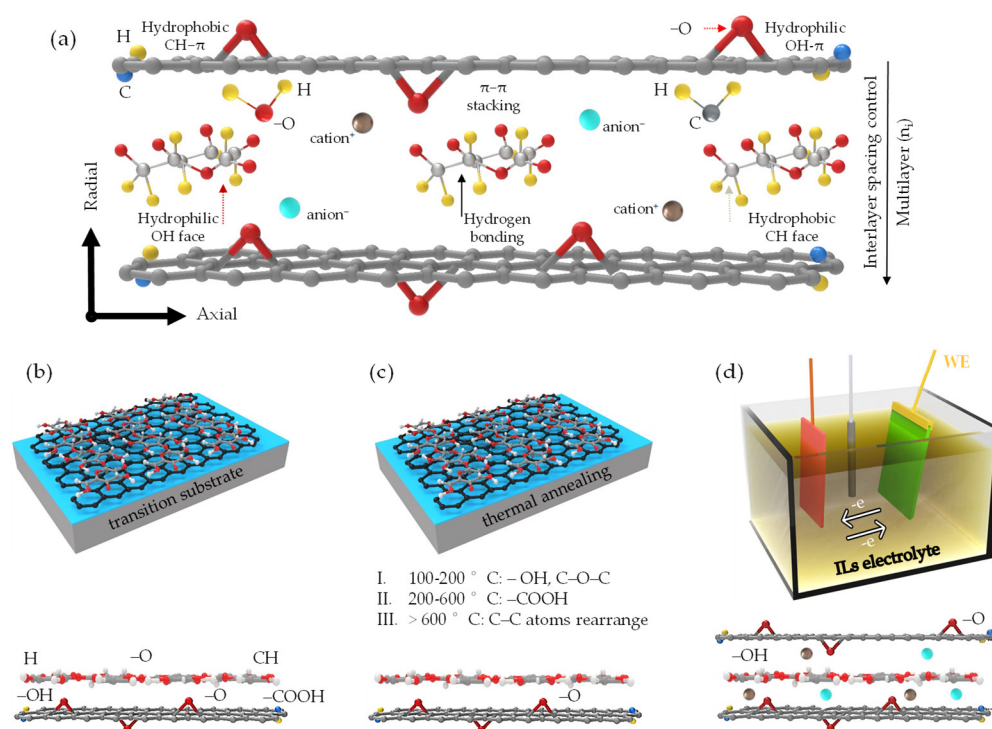 (a)
Hydrophobic
CH–π
–O
Hydrophilic
OH-π
H
C
H
–O
π–π
stacking
H
C
cation⁺
anion⁻
Hydrophilic
OH face
anion⁻
Hydrogen
bonding
cation⁺
Hydrophobic
CH face
Radial
Axial
Interlayer spacing control
Multilayer (nᵢ)
(b)
transition substrate
H
–O
CH
–OH
–O
–COOH
(c)
thermal annealing
I. 100-200 ° C: – OH, C–O–C
II. 200-600 ° C: –COOH
III. > 600 ° C: C–C atoms rearrange
–O
(d)
WE
-e
-e
ILs electrolyte
–O
–OH